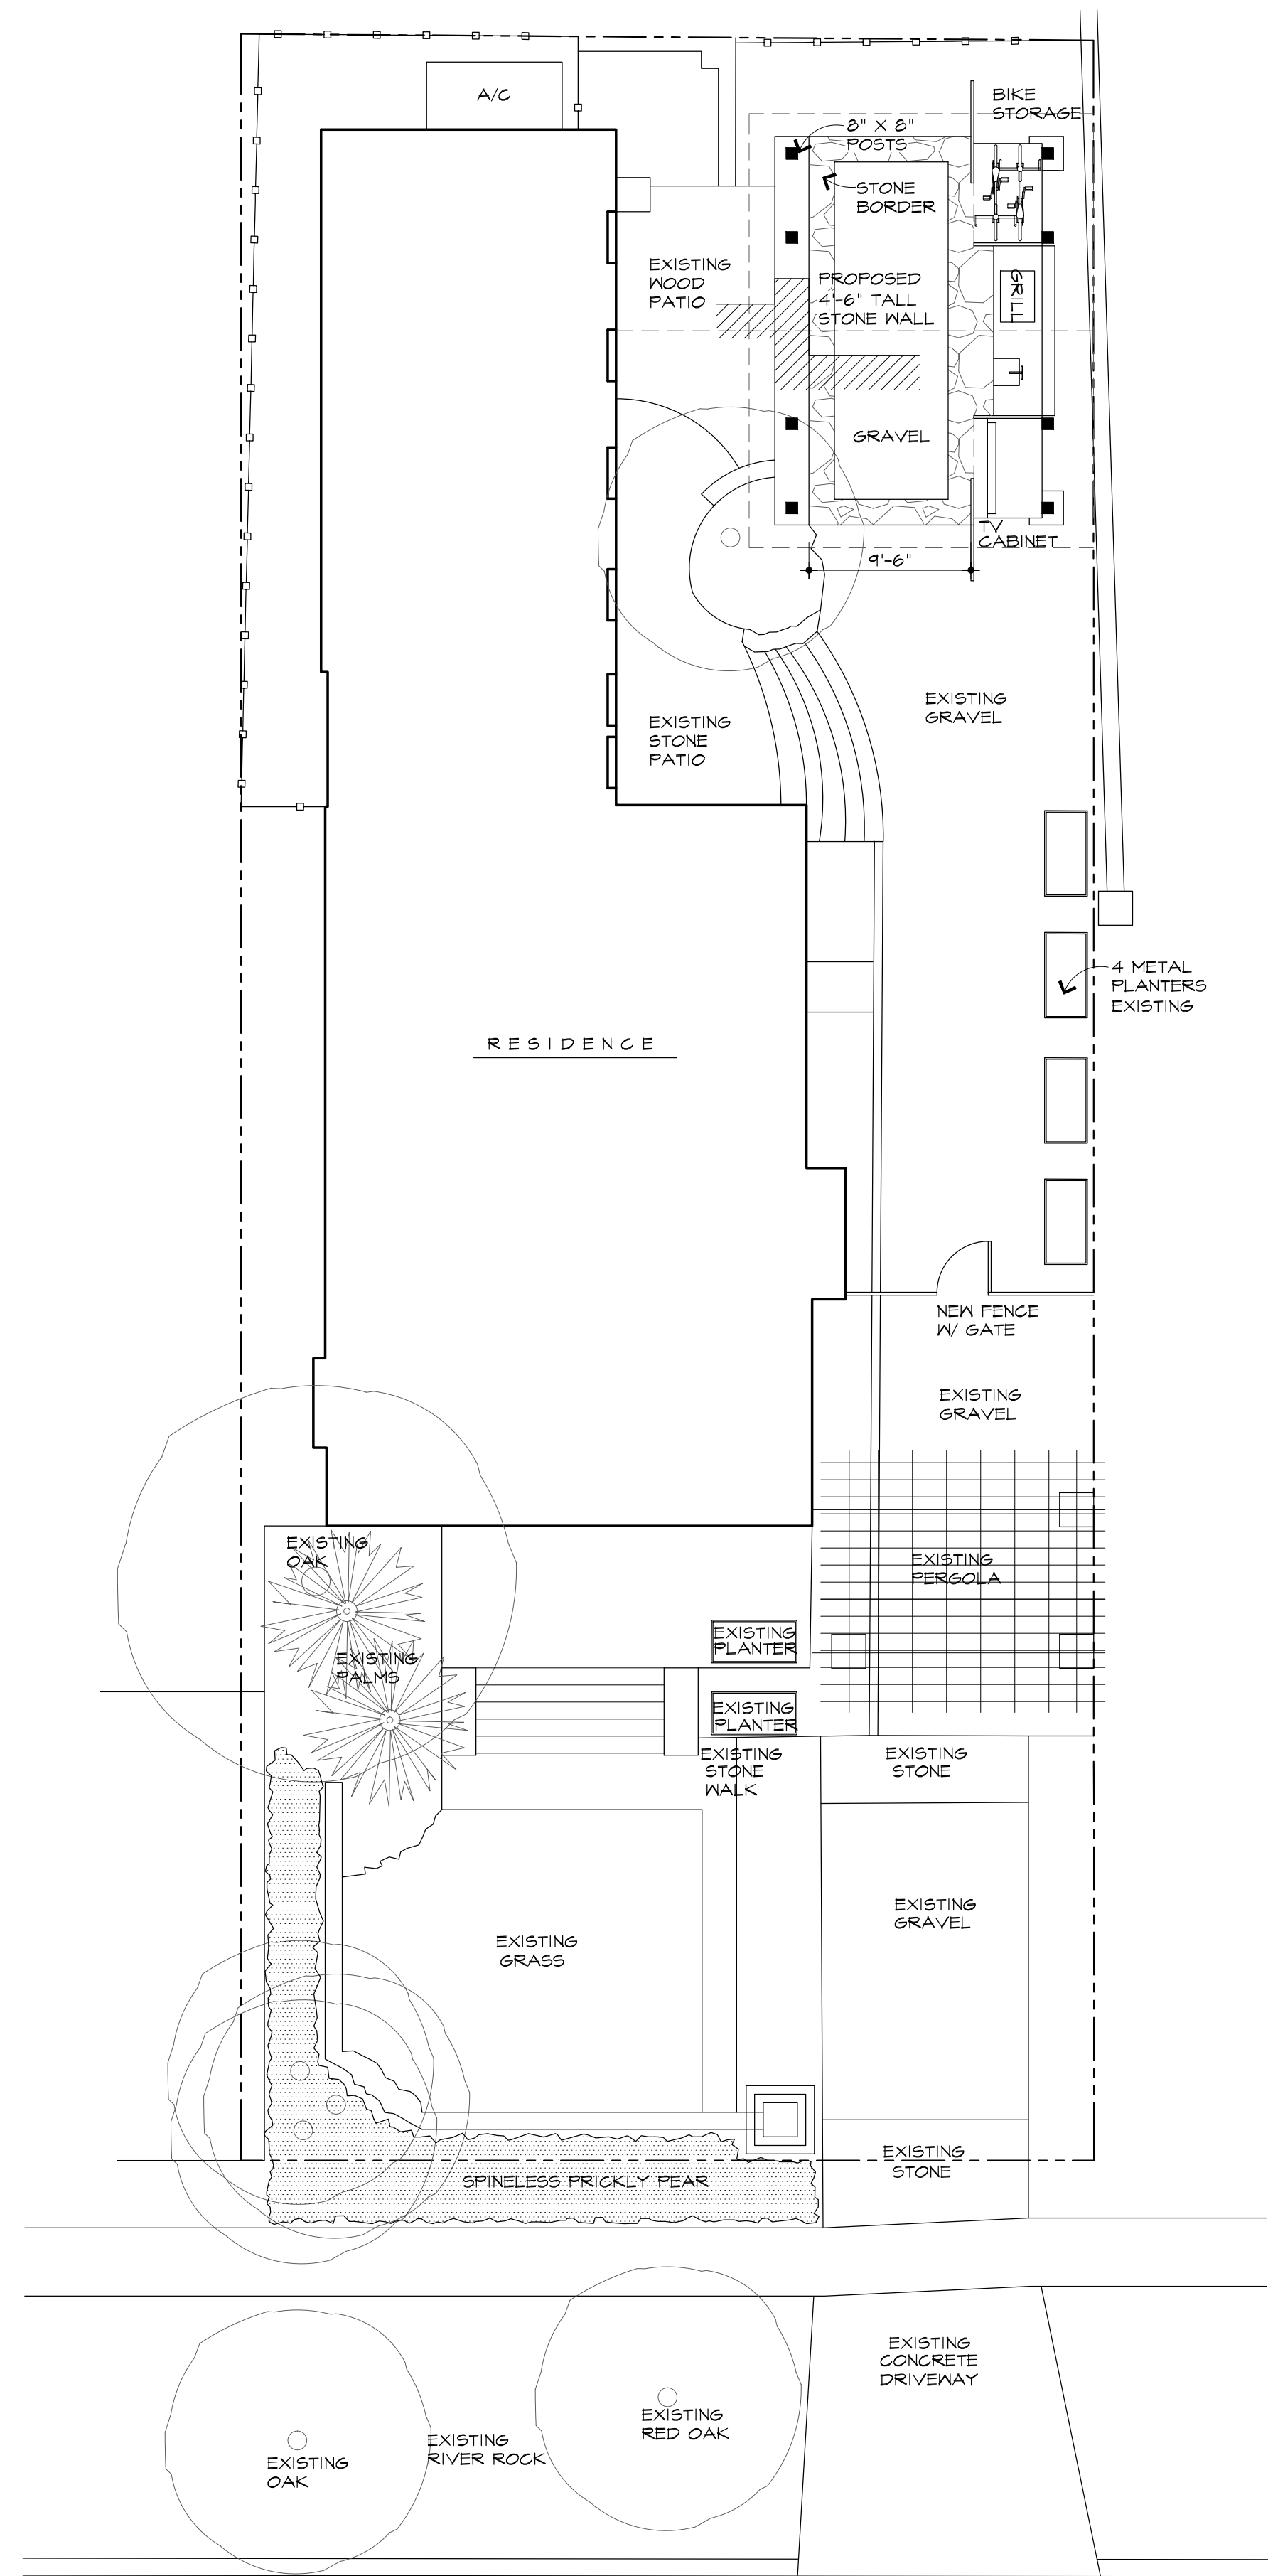 A/C
BIKE
STORAGE
8" X 8"
POSTS
STONE
BORDER
EXISTING
WOOD
PATIO
PROPOSED
4'-6" TALL
STONE WALL
GRILL
GRAVEL
TV
CABINET
9'-6"
EXISTING
GRAVEL
EXISTING
STONE
PATIO
4 METAL
PLANTERS
EXISTING
RESIDENCE
NEW FENCE
W/ GATE
EXISTING
GRAVEL
EXISTING
OAK
EXISTING
PERGOLA
EXISTING
PLANTER
EXISTING
PALMS
EXISTING
PLANTER
EXISTING
STONE
WALK
EXISTING
STONE
EXISTING
GRAVEL
EXISTING
GRASS
EXISTING
STONE
SPINELESS PRICKLY PEAR
EXISTING
CONCRETE
DRIVEWAY
EXISTING
RED OAK
EXISTING
RIVER ROCK
EXISTING
OAK